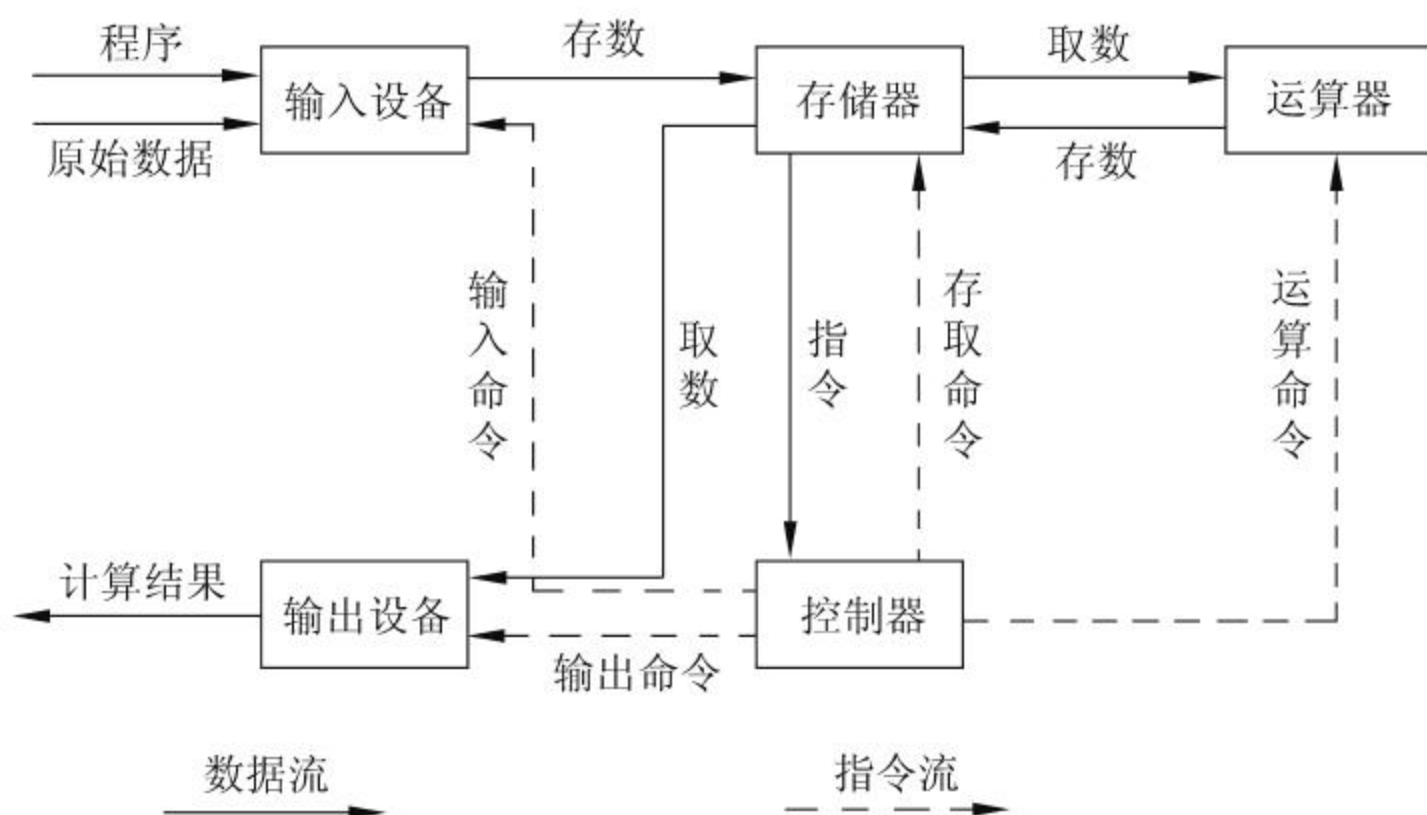 程序
存数
取数
输入设备
存储器
运算器
原始数据
存数
输入命令
取数
指令
存取命令
运算命令
计算结果
输出设备
控制器
输出命令
数据流
指令流